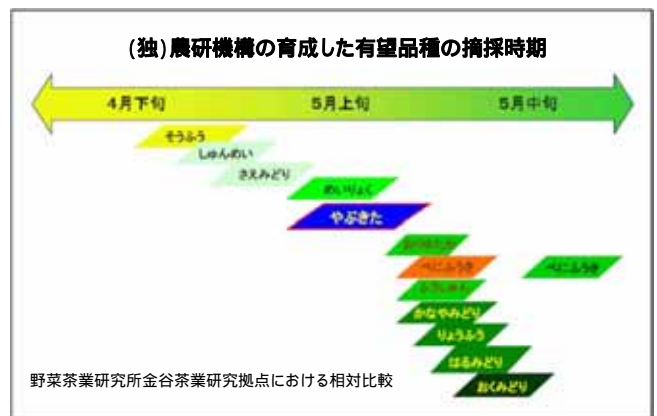 (独)農研機構の育成した有望品種の摘採時期
4月下旬 5月上旬 5月中旬
そうふう
しゅんめい
さえみどり
めいりょく
やぶきた
べにふうき べにふうき
ふうしゅん
かなやみどり
りょうふう
はるみどり
おくみどり
野菜茶業研究所金谷茶業研究拠点における相対比較